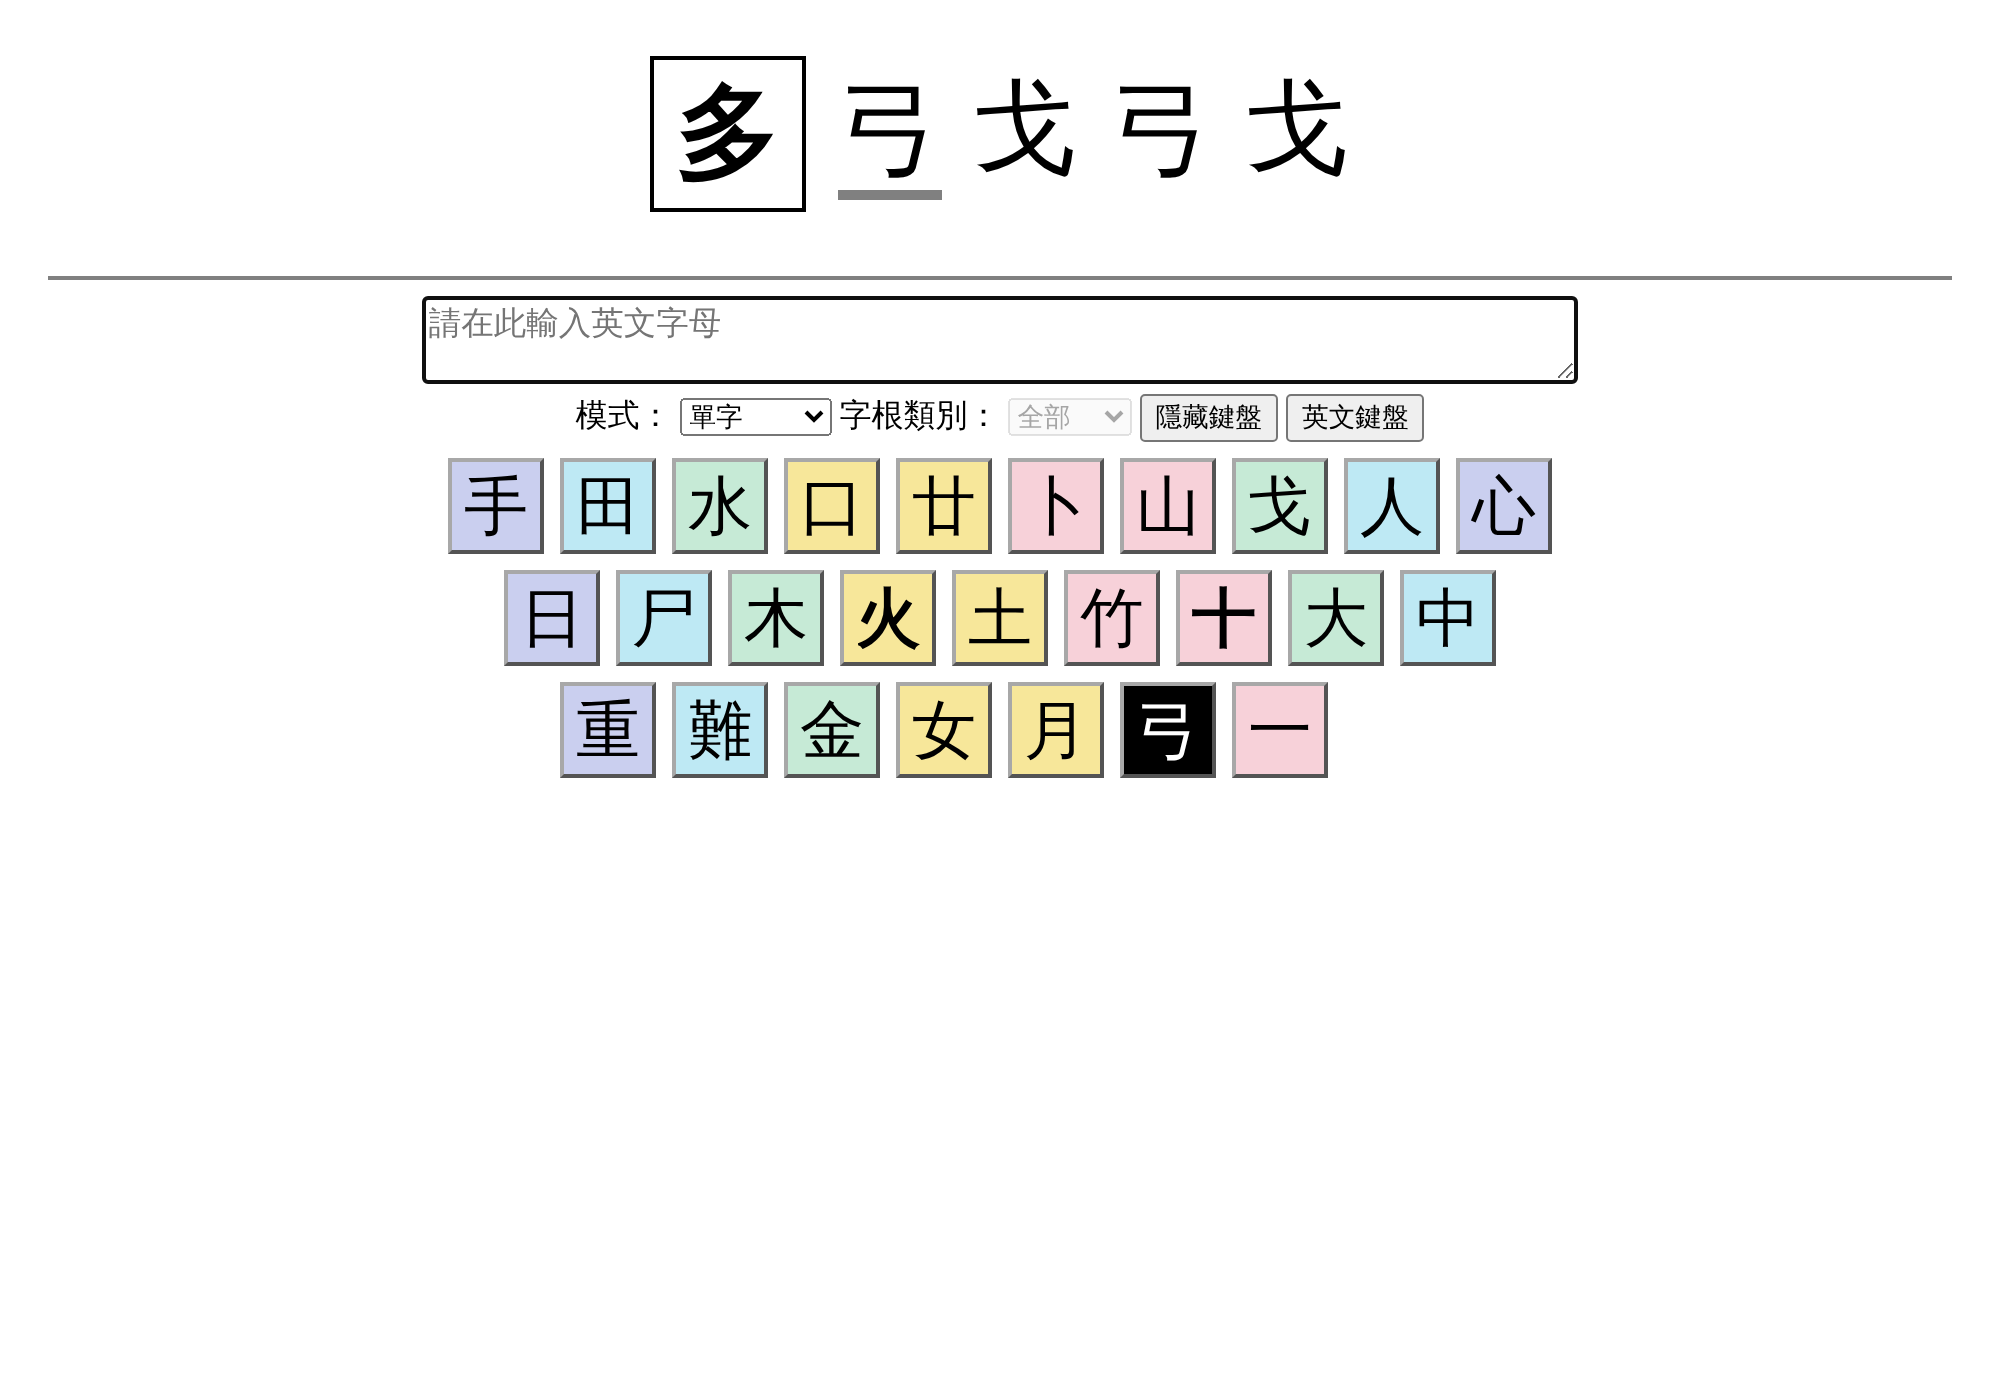 多 弓 戈 弓 戈
請在此輸入英文字母
模式： 單字 字根類別： 全部 隱藏鍵盤 英文鍵盤
手 田 水 口 廿 卜 山 戈 人 心
日 尸 木 火 土 竹 十 大 中
重 難 金 女 月 弓 一